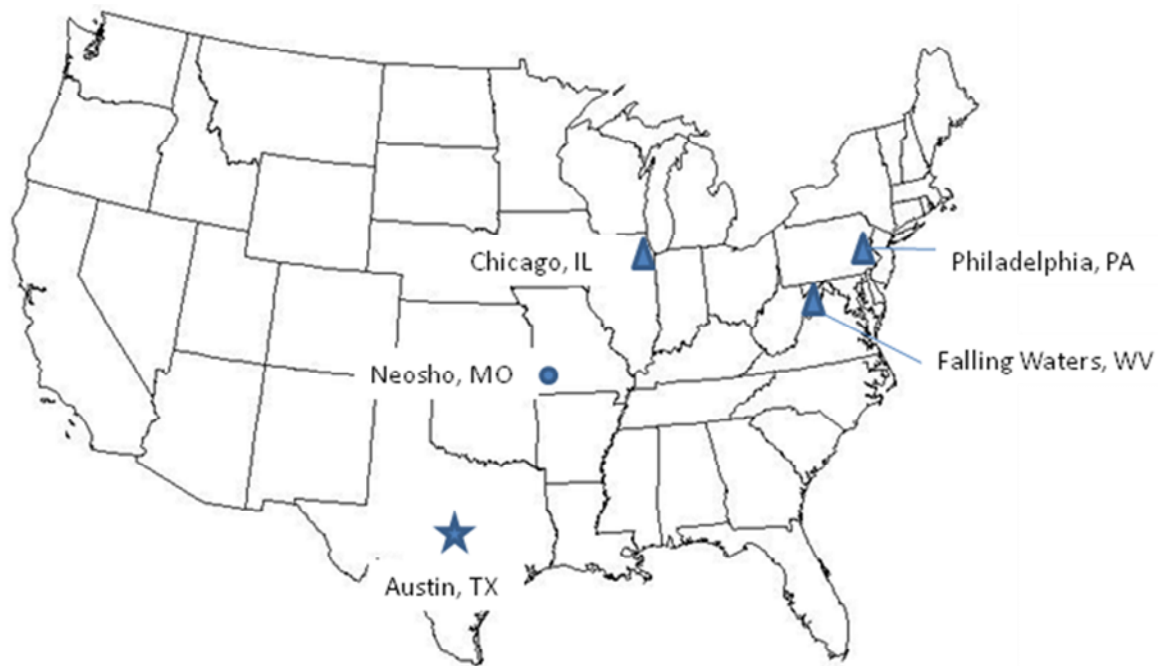 Chicago, IL
Philadelphia, PA
Falling Waters, WV
Neosho, MO
Austin, TX